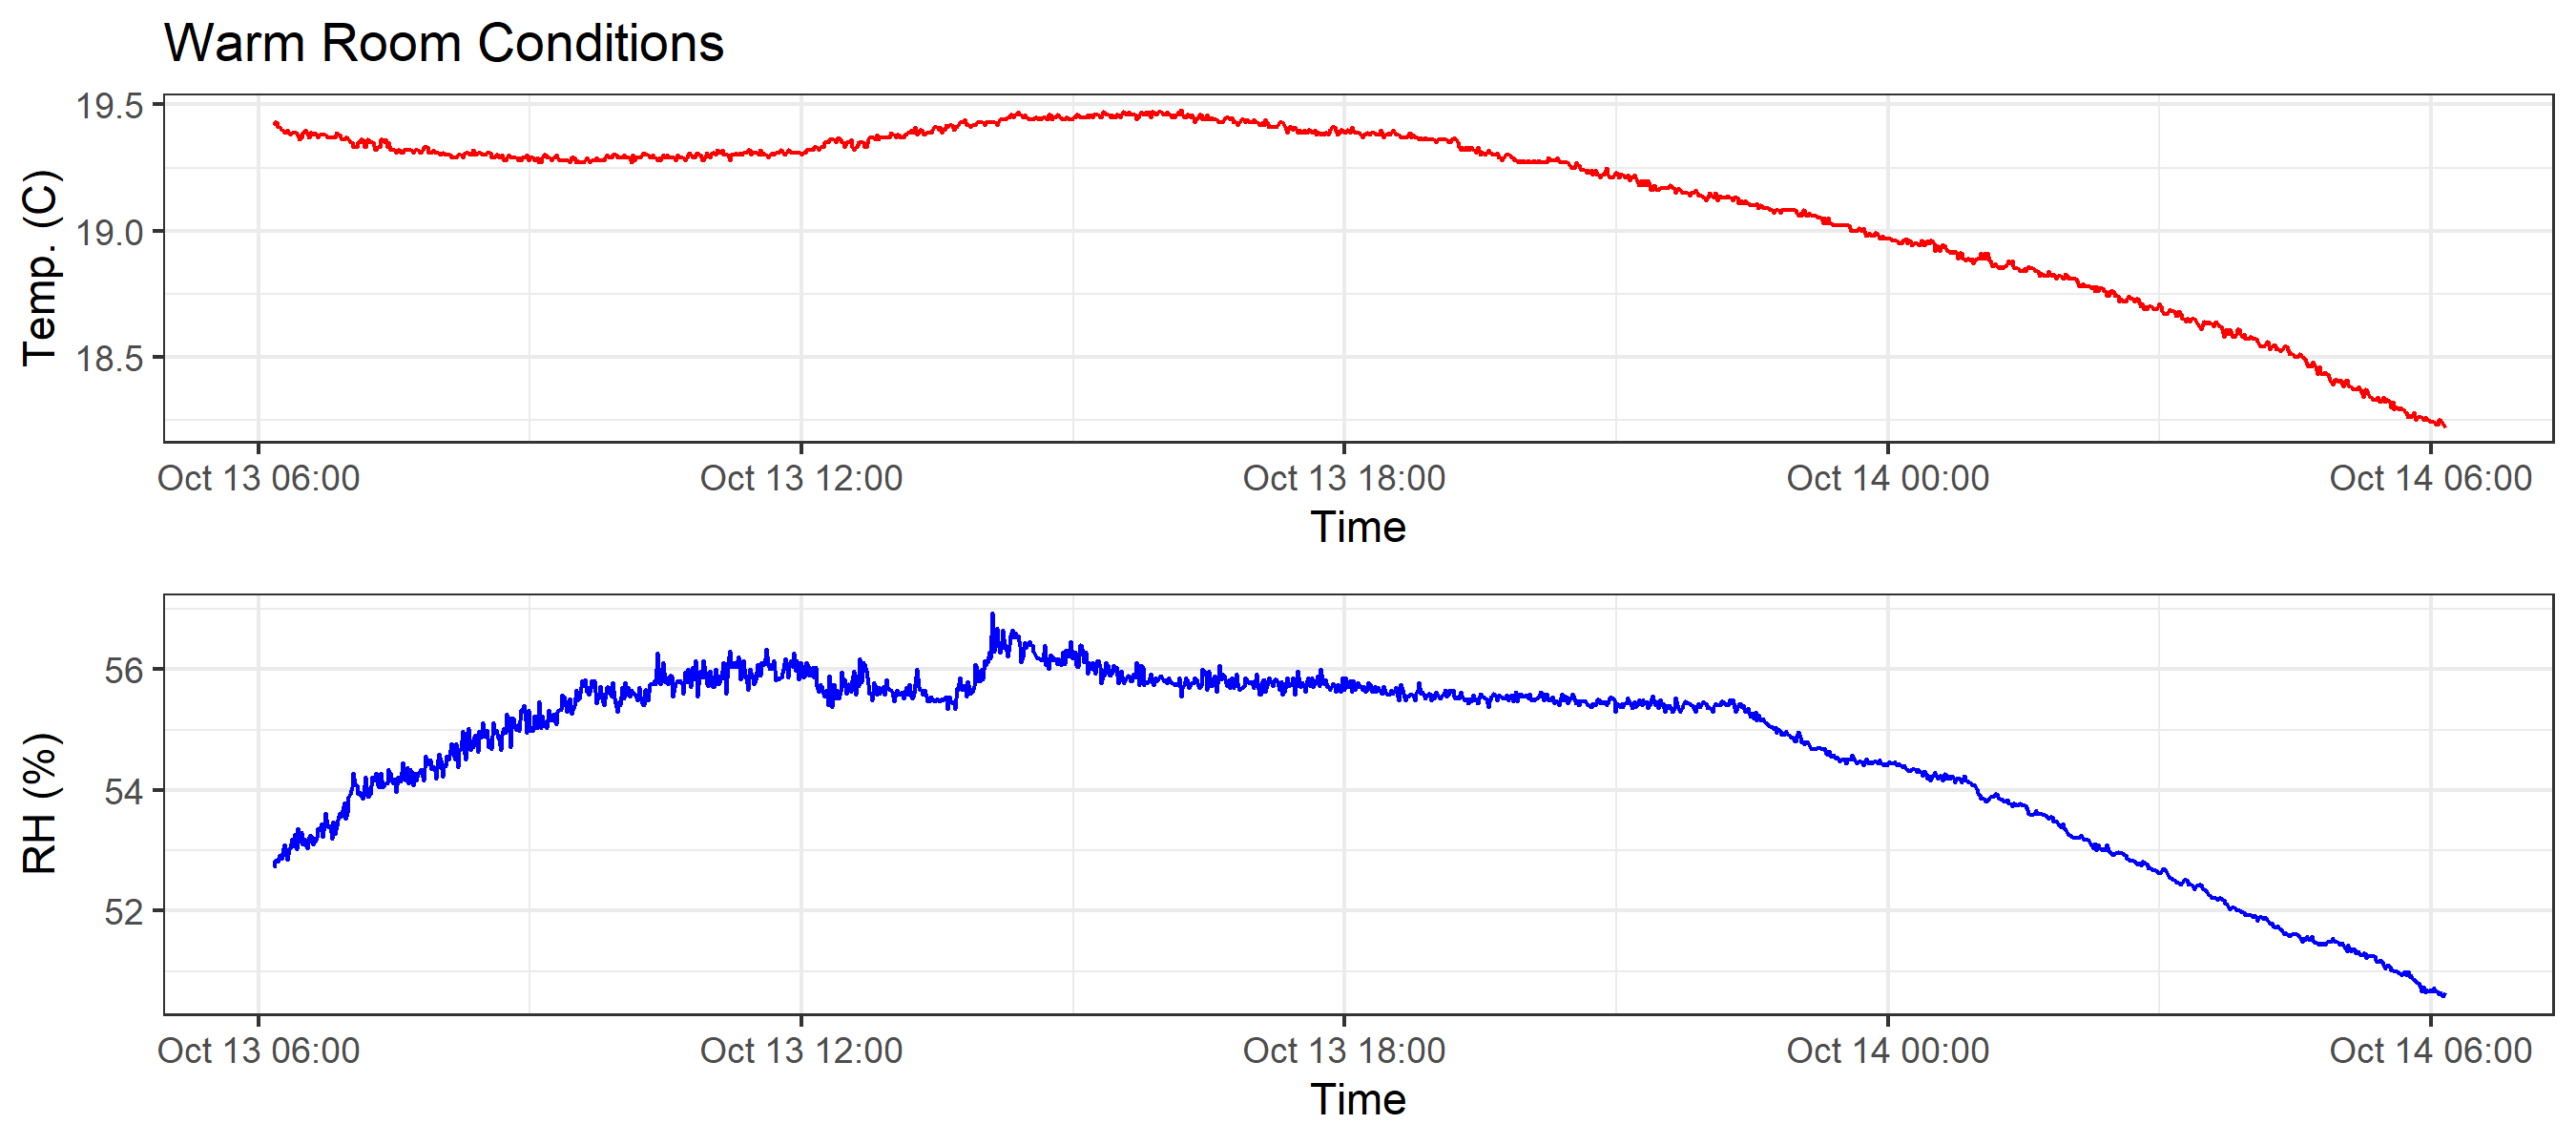 Warm Room Conditions
Temp. (C)
19.5
19.0
18.5
Oct 13 06:00 Oct 13 12:00 Oct 13 18:00 Oct 14 00:00 Oct 14 06:00
Time
RH (%)
56
54
52
Oct 13 06:00 Oct 13 12:00 Oct 13 18:00 Oct 14 00:00 Oct 14 06:00
Time